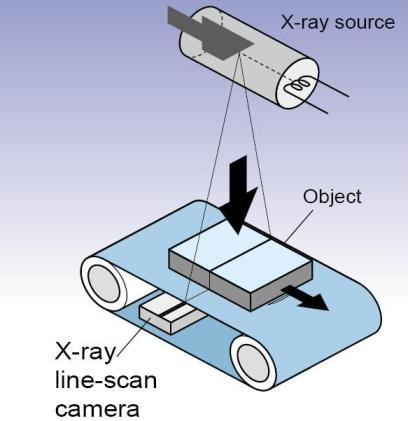 X-ray source
Object
X-ray
line-scan
camera